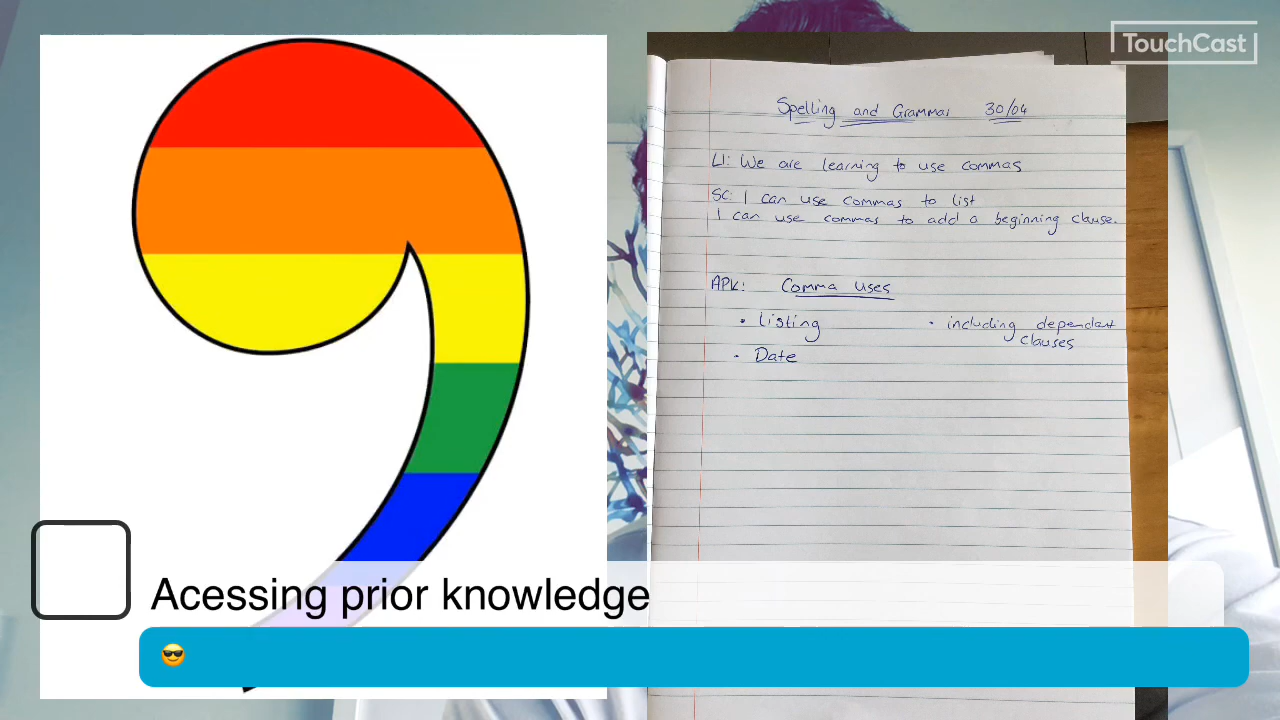 TouchCast
Spelling and Grammar 30/04
LI: We are learning to use commas
SC: I can use commas to list
I can use commas to add a beginning clause.
APK: Comma uses
• Listing
• Date
• including dependant
clauses
Acessing prior knowledge
😎